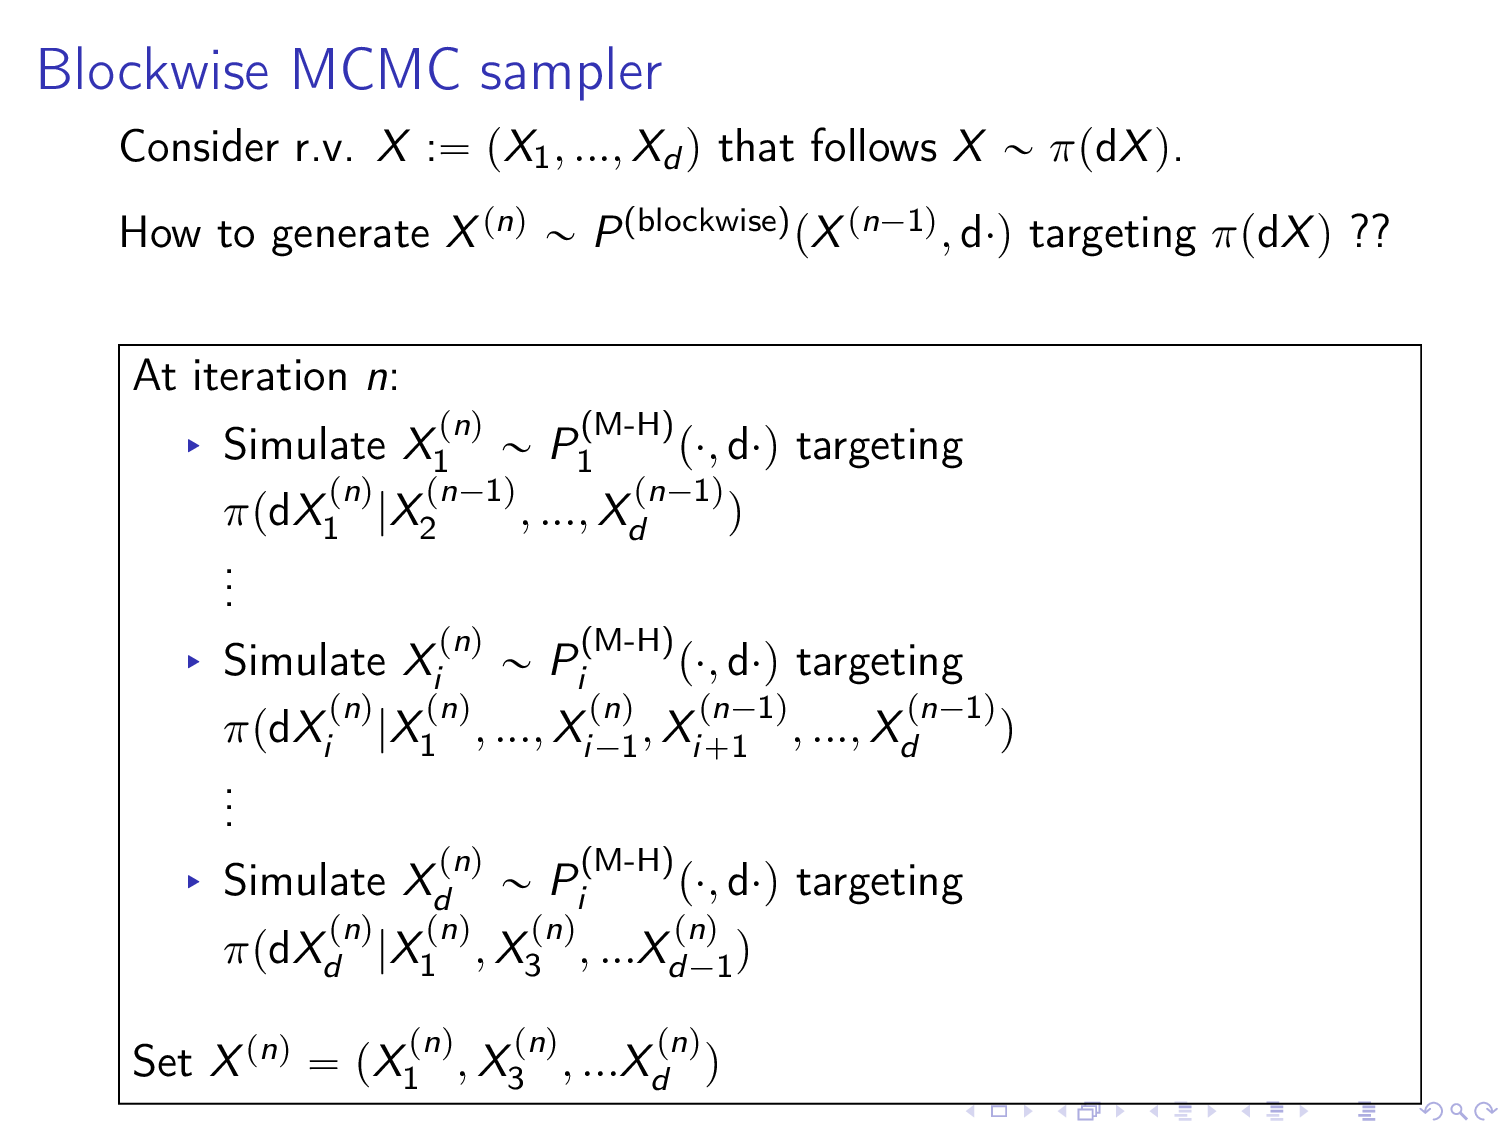 Blockwise MCMC sampler
Consider r.v. $X := (X_1, ..., X_d)$ that follows $X \sim \pi(\mathrm{d}X)$.
How to generate $X^{(n)} \sim P^{(\text{blockwise})}(X^{(n-1)}, \mathrm{d}\cdot)$ targeting $\pi(\mathrm{d}X)$ ??
At iteration $n$:
▸ Simulate $X_1^{(n)} \sim P_1^{(\text{M-H})}(\cdot, \mathrm{d}\cdot)$ targeting
$\pi(\mathrm{d}X_1^{(n)}|X_2^{(n-1)}, ..., X_d^{(n-1)})$
⋮
▸ Simulate $X_i^{(n)} \sim P_i^{(\text{M-H})}(\cdot, \mathrm{d}\cdot)$ targeting
$\pi(\mathrm{d}X_i^{(n)}|X_1^{(n)}, ..., X_{i-1}^{(n)}, X_{i+1}^{(n-1)}, ..., X_d^{(n-1)})$
⋮
▸ Simulate $X_d^{(n)} \sim P_i^{(\text{M-H})}(\cdot, \mathrm{d}\cdot)$ targeting
$\pi(\mathrm{d}X_d^{(n)}|X_1^{(n)}, X_3^{(n)}, ...X_{d-1}^{(n)})$
Set $X^{(n)} = (X_1^{(n)}, X_3^{(n)}, ...X_d^{(n)})$